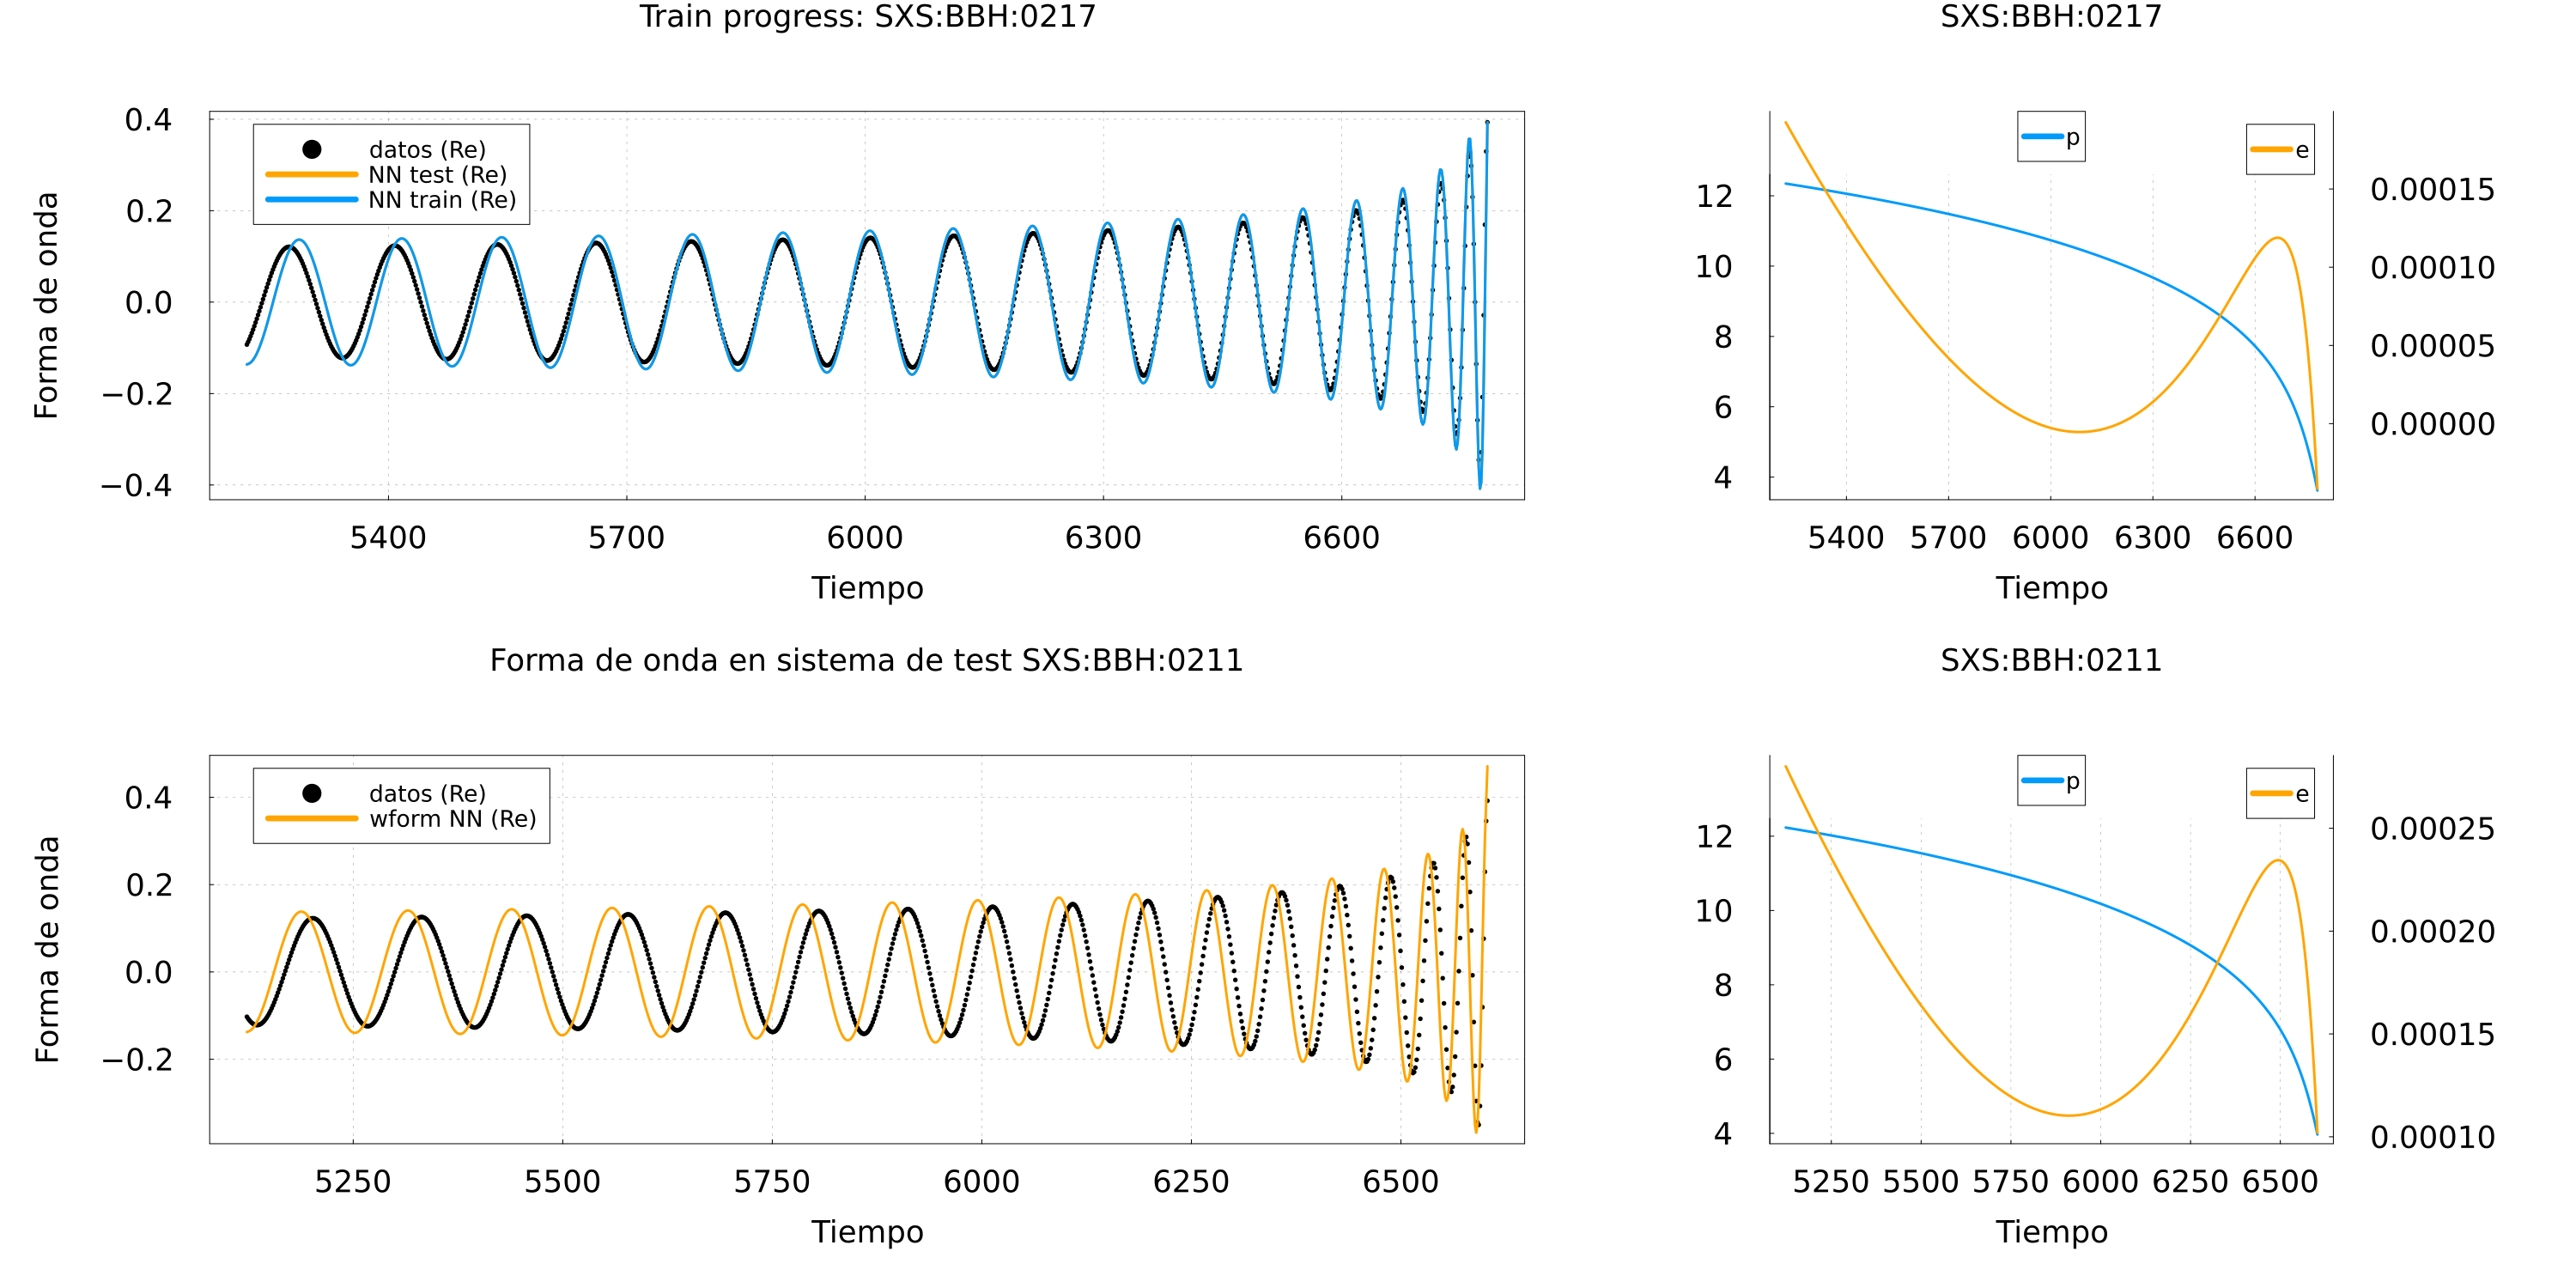 Train progress: SXS:BBH:0217
Forma de onda
0.4
0.2
0.0
−0.2
−0.4
datos (Re)
NN test (Re)
NN train (Re)
5400 5700 6000 6300 6600
Tiempo
SXS:BBH:0217
12
10
8
6
4
p
e
0.00015
0.00010
0.00005
0.00000
5400 5700 6000 6300 6600
Tiempo
Forma de onda en sistema de test SXS:BBH:0211
Forma de onda
0.4
0.2
0.0
−0.2
datos (Re)
wform NN (Re)
5250 5500 5750 6000 6250 6500
Tiempo
SXS:BBH:0211
12
10
8
6
4
p
e
0.00025
0.00020
0.00015
0.00010
5250 5500 5750 6000 6250 6500
Tiempo